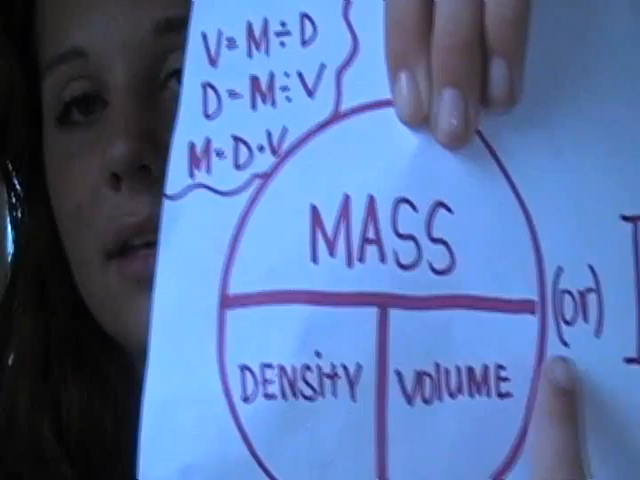 V=M÷D
D=M÷V
M=D·V
MASS
(or)
DENSitY
VOlUME